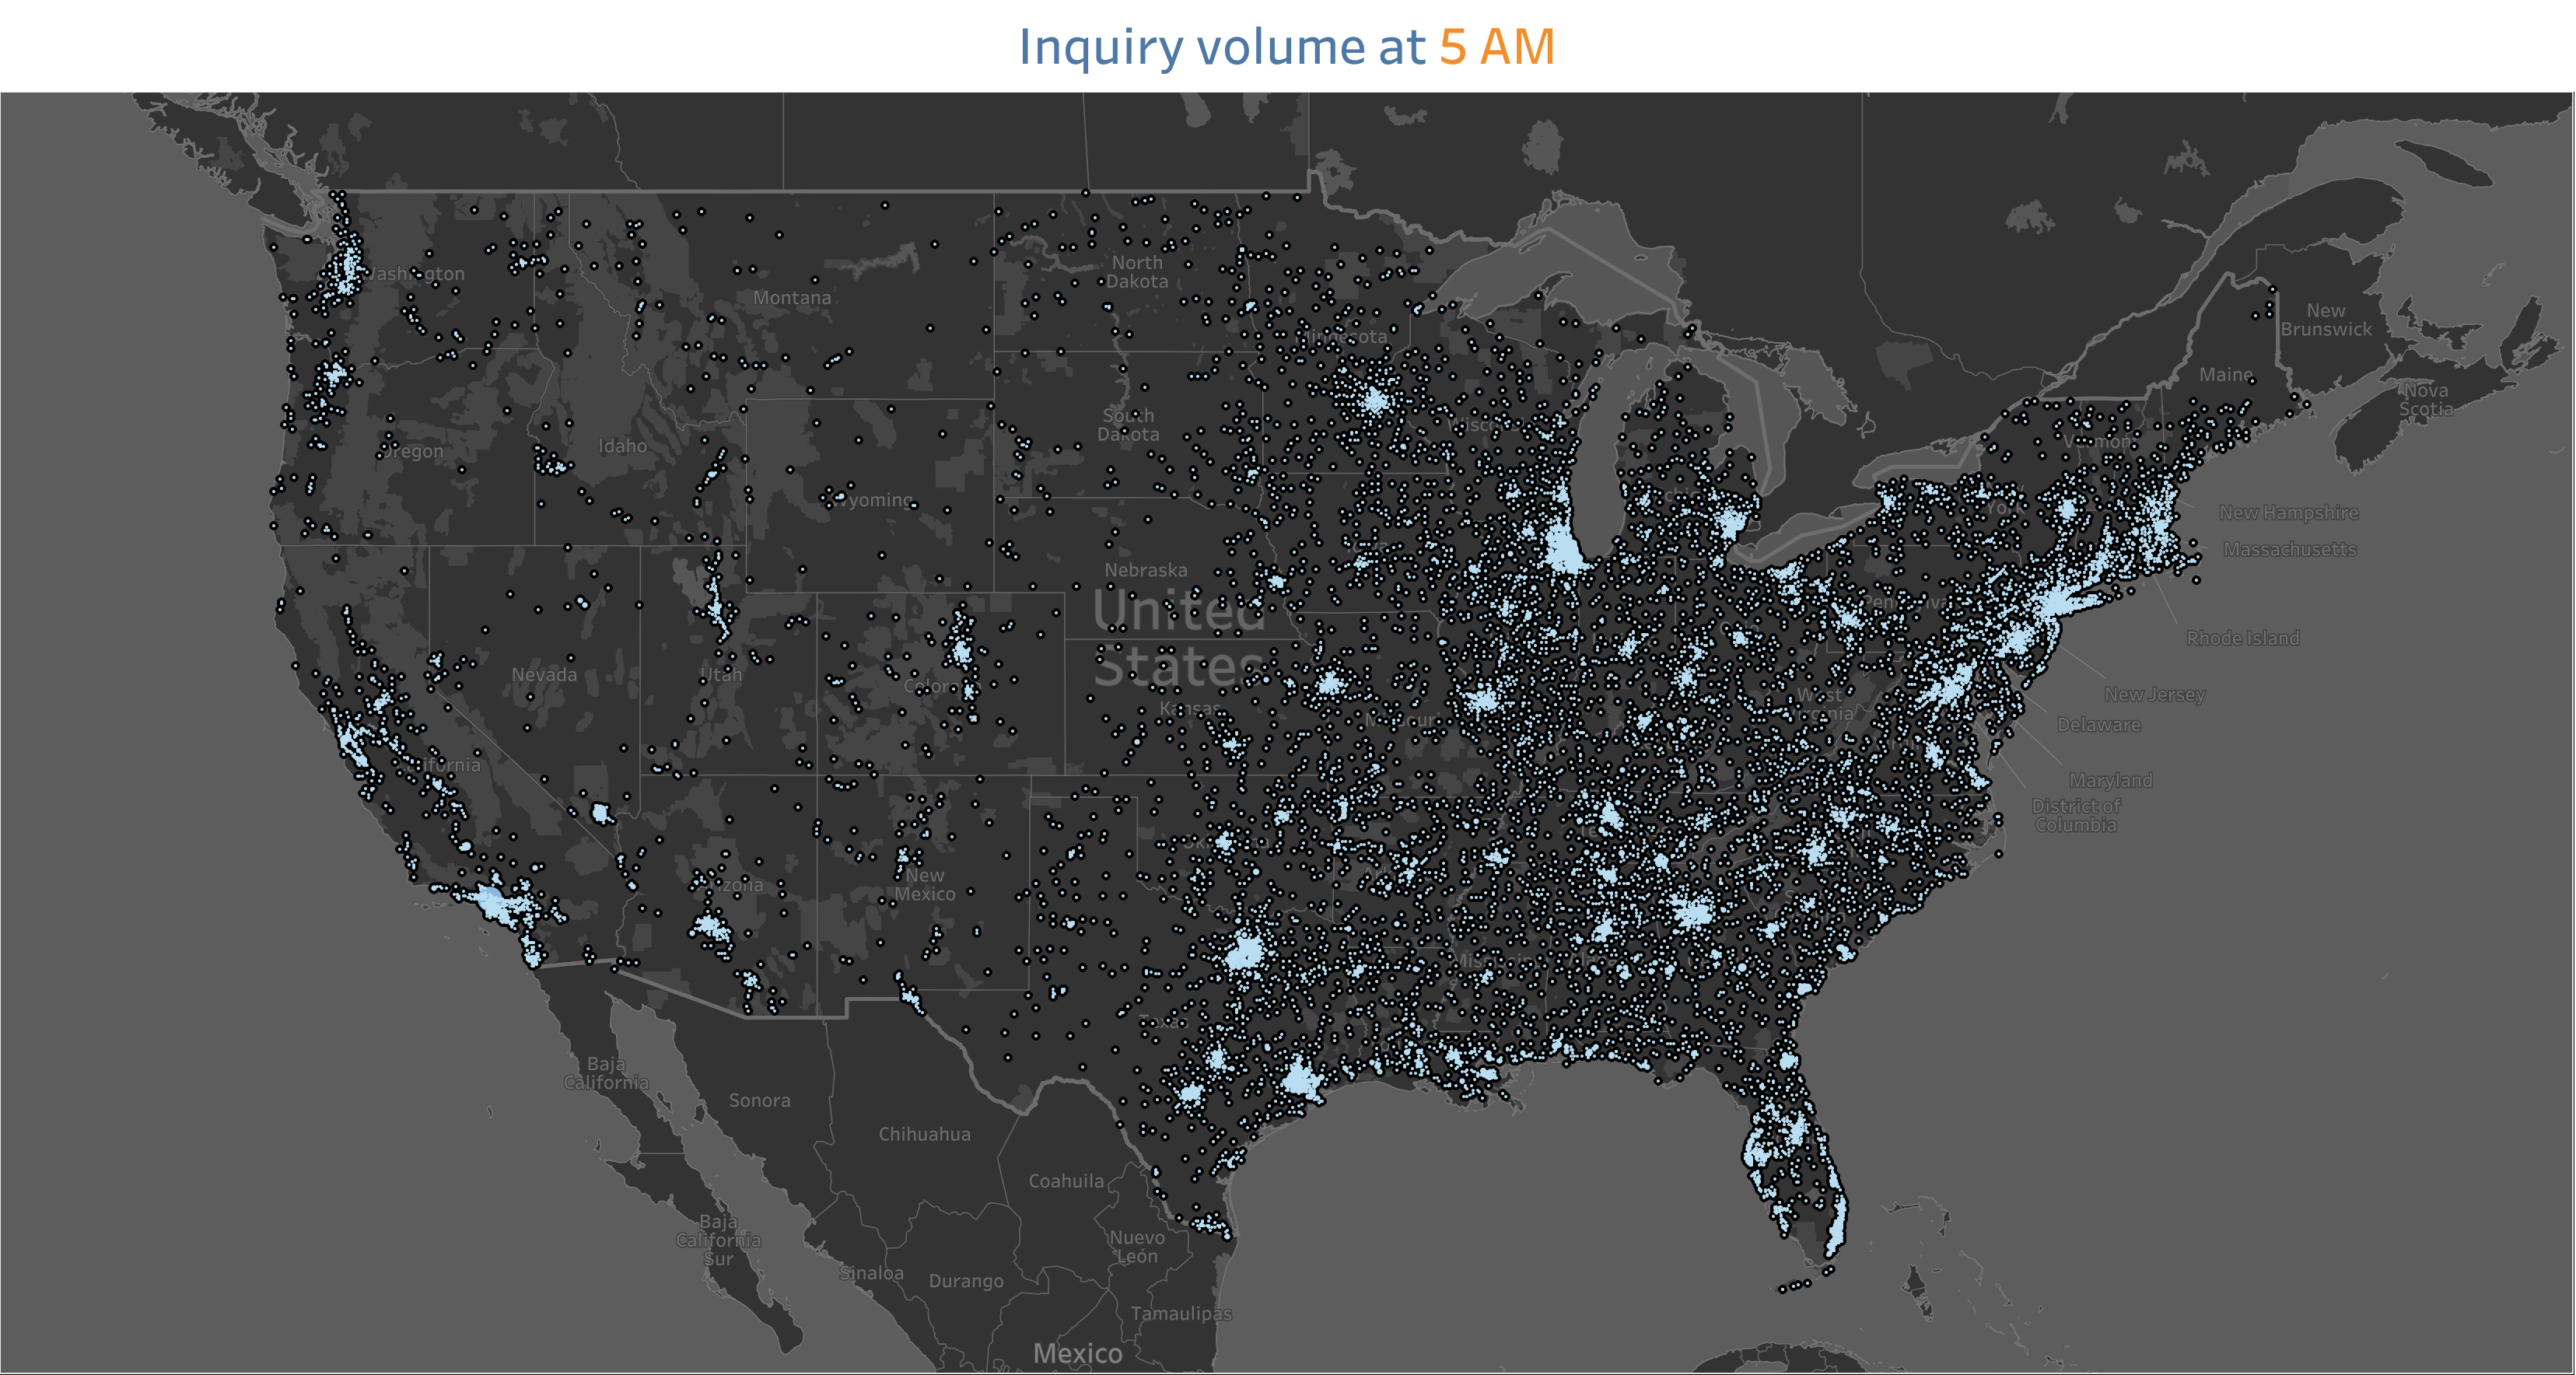 Inquiry volume at 5 AM
Washington
Montana
North
Dakota
Minnesota
New
Brunswick
Maine
Nova
Scotia
South
Dakota
Oregon
Idaho
Wyoming
Vermont
York
New Hampshire
Massachusetts
Nebraska
United
States
Pennsylvania
Rhode Island
Nevada
Utah
Colorado
Kansas
Missouri
West
Virginia
New Jersey
Delaware
California
Maryland
District of
Columbia
Arizona
New
Mexico
Oklahoma
Mississippi
Texas
Baja
California
Sonora
Chihuahua
Coahuila
Baja
California
Sur
Nuevo
León
Sinaloa
Durango
Tamaulipas
Mexico